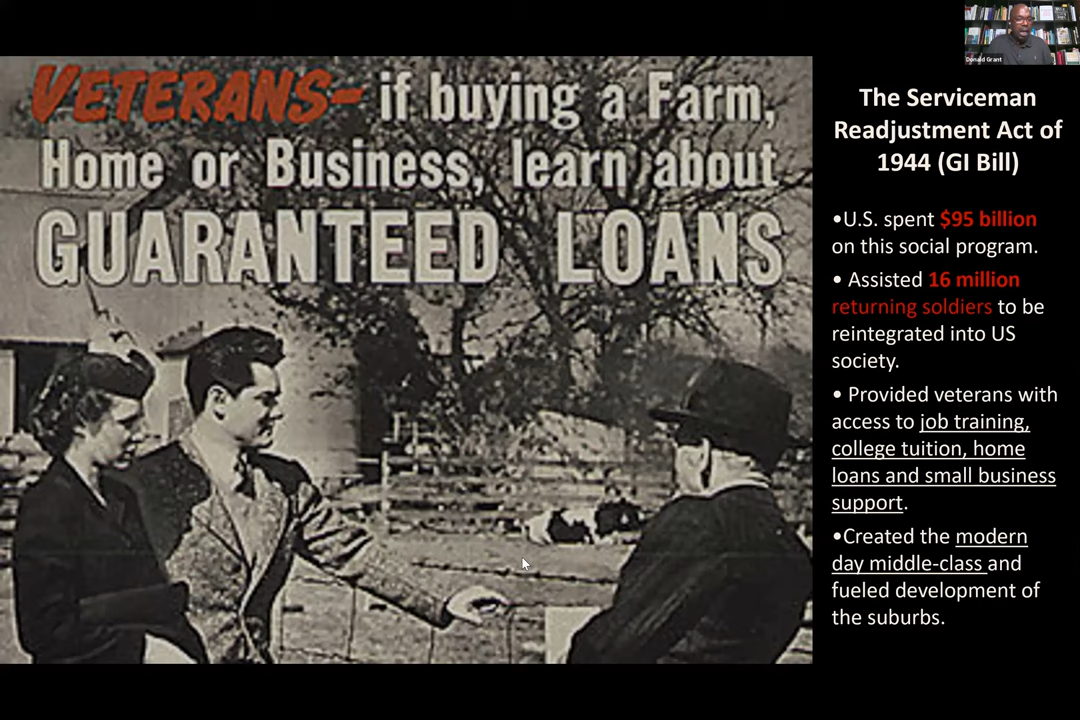 VETERANS- if buying a Farm,
Home or Business, learn about
GUARANTEED LOANS
Donald Grant
The Serviceman
Readjustment Act of
1944 (GI Bill)
•U.S. spent $95 billion
on this social program.
• Assisted 16 million
returning soldiers to be
reintegrated into US
society.
• Provided veterans with
access to job training,
college tuition, home
loans and small business
support.
•Created the modern
day middle-class and
fueled development of
the suburbs.